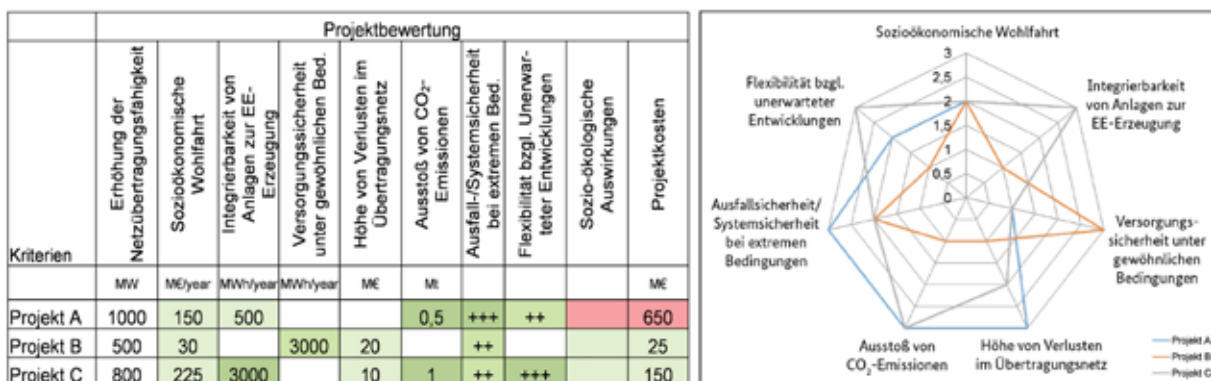 Projektbewertung
Kriterien
Erhöhung der
Netzübertragungsfähigkeit
Sozioökonomische
Wohlfahrt
Integrierbarkeit von
Anlagen zur EE-
Erzeugung
Versorgungssicherheit
unter gewöhnlichen Bed.
Höhe von Verlusten im
Übertragungsnetz
Ausstoß von CO₂-
Emissionen
Ausfall-/Systemsicherheit
bei extremen Bed.
Flexibilität bzgl. Unerwar-
teter Entwicklungen
Sozio-ökologische
Auswirkungen
Projektkosten
MW M€/year MWh/year MWh/year M€ Mt M€
Projekt A 1000 150 500 0,5 +++ ++ 650
Projekt B 500 30 3000 20 ++ 25
Projekt C 800 225 3000 10 1 ++ +++ 150
Sozioökonomische Wohlfahrt
3
2,5
2
1,5
1
0,5
0
Integrierbarkeit
von Anlagen zur
EE-Erzeugung
Versorgungs-
sicherheit unter
gewöhnlichen
Bedingungen
Höhe von Verlusten
im Übertragungsnetz
Ausstoß von
CO₂-Emissionen
Ausfallsicherheit/
Systemsicherheit
bei extremen
Bedingungen
Flexibilität bzgl.
unerwarteter
Entwicklungen
Projekt A
Projekt B
Projekt C